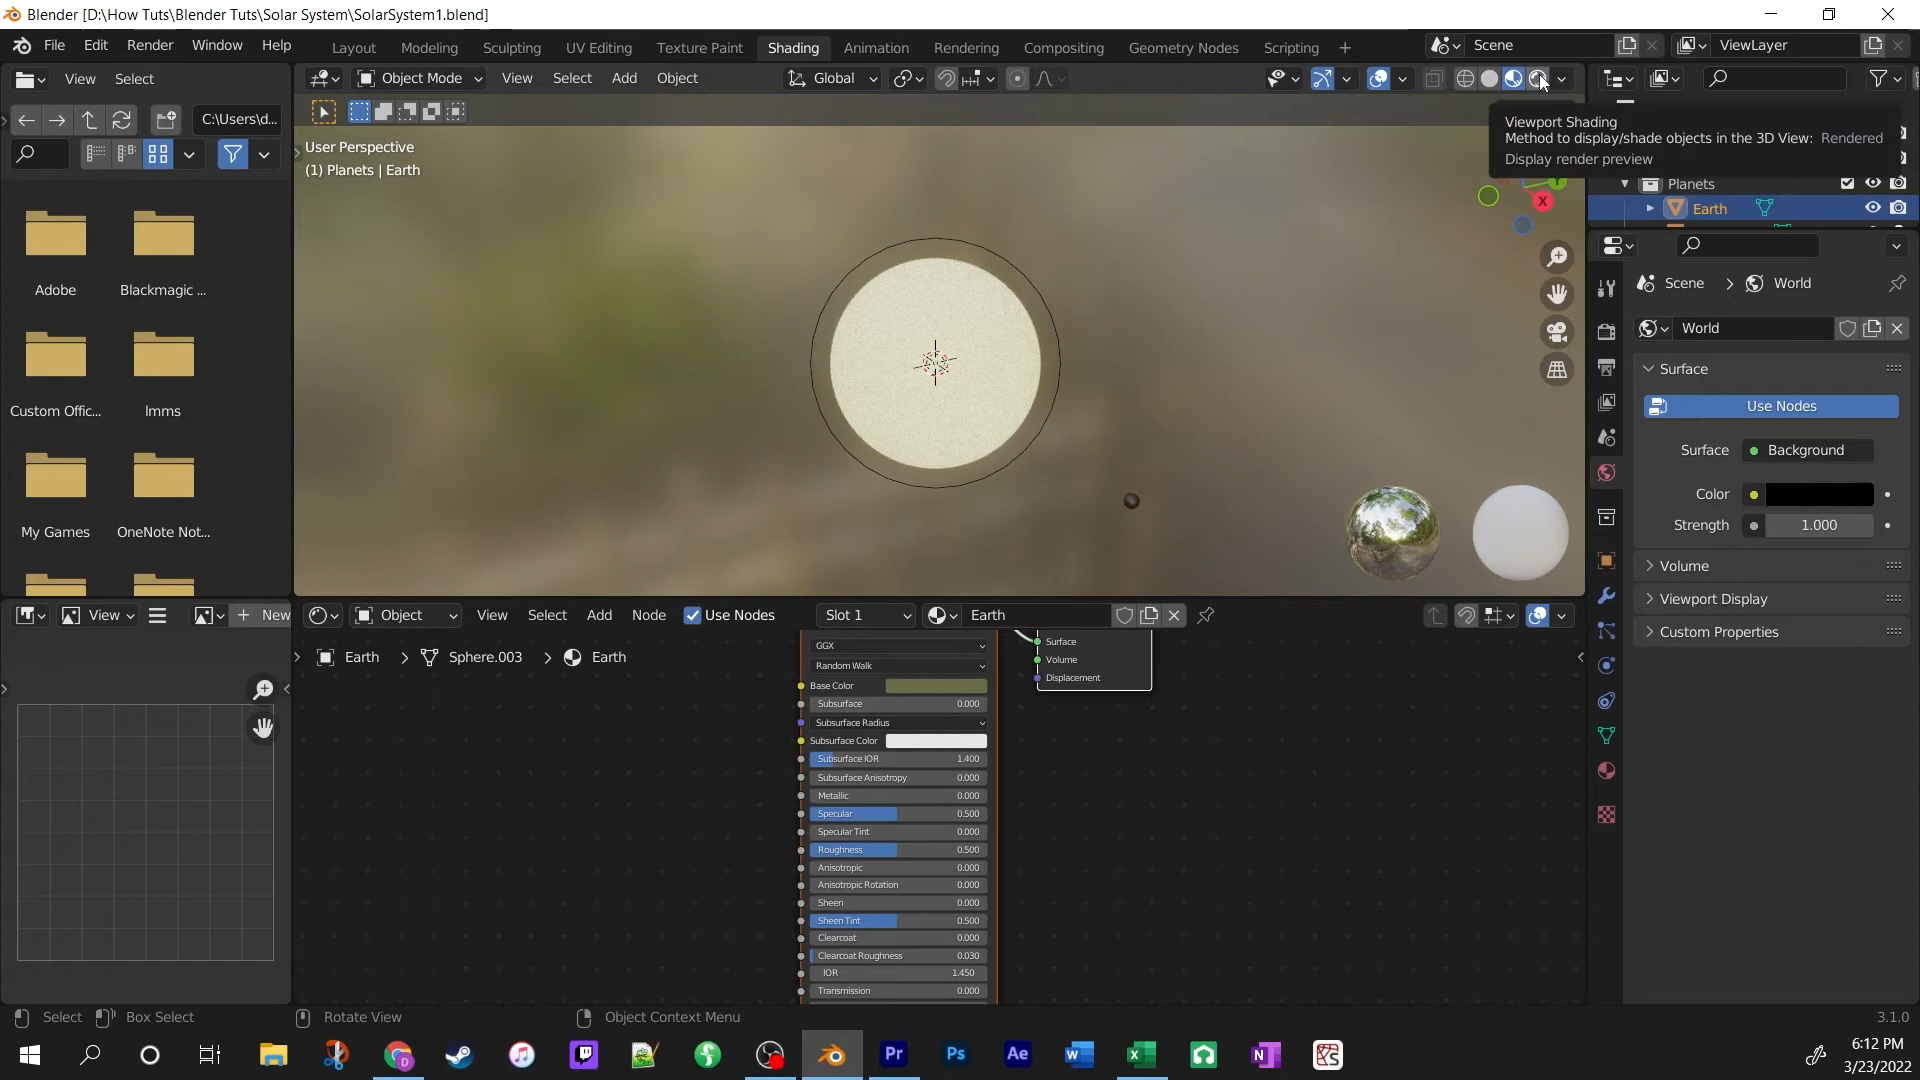 Blender [D:\How Tuts\Blender Tuts\Solar System\SolarSystem1.blend]
File Edit Render Window Help
Layout Modeling Sculpting UV Editing Texture Paint Shading Animation Rendering Compositing Geometry Nodes Scripting
Scene
ViewLayer
View Select
Object Mode View Select Add Object
Global
C:\Users\d...
User Perspective
(1) Planets | Earth
Viewport Shading
Method to display/shade objects in the 3D View: Rendered
Display render preview
Y
X
Planets
Earth
Adobe
Blackmagic ...
Custom Offic...
lmms
My Games
OneNote Not...
Scene > World
World
Surface
Use Nodes
Surface Background
Color
Strength 1.000
Volume
Viewport Display
Custom Properties
View
New
Object View Select Add Node Use Nodes Slot 1 Earth
Earth > Sphere.003 > Earth
GGX
Random Walk
Base Color
Subsurface 0.000
Subsurface Radius
Subsurface Color
Subsurface IOR 1.400
Subsurface Anisotropy 0.000
Metallic 0.000
Specular 0.500
Specular Tint 0.000
Roughness 0.500
Anisotropic 0.000
Anisotropic Rotation 0.000
Sheen 0.000
Sheen Tint 0.500
Clearcoat 0.000
Clearcoat Roughness 0.030
IOR 1.450
Transmission 0.000
Surface
Volume
Displacement
Select Box Select Rotate View Object Context Menu
3.1.0
Pr
Ps
Ae
6:12 PM
3/23/2022